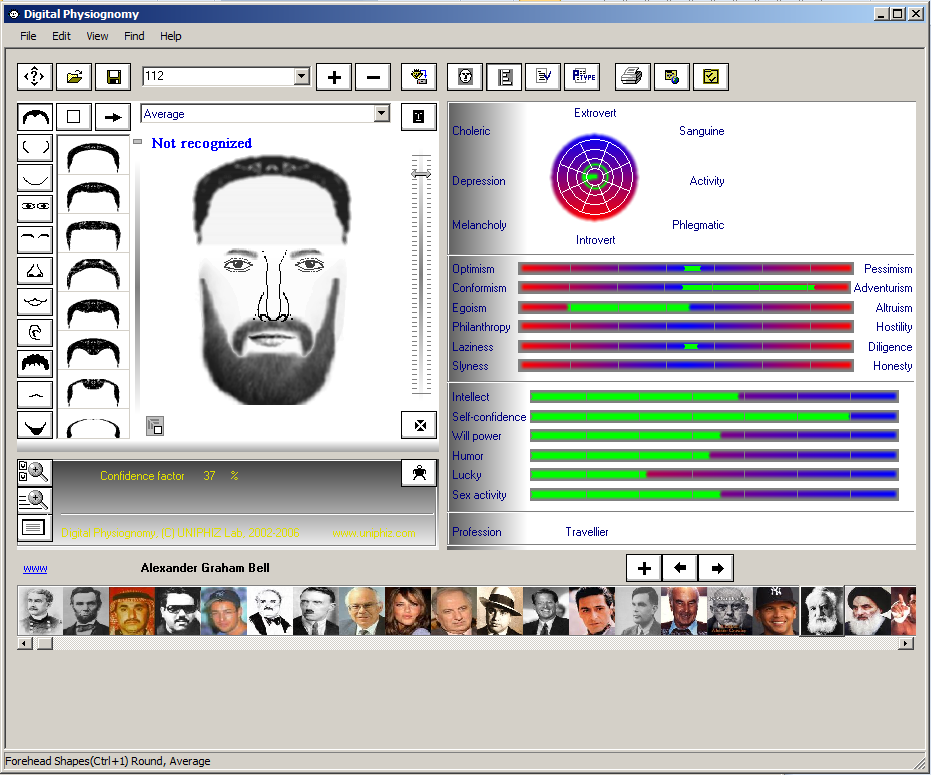 Digital Physiognomy
File Edit View Find Help
112
P TYPE
Average
Not recognized
Extrovert
Choleric Sanguine
Depression Activity
Melancholy Phlegmatic
Introvert
Optimism Pessimism
Conformism Adventurism
Egoism Altruism
Philanthropy Hostility
Laziness Diligence
Slyness Honesty
Intellect
Self-confidence
Will power
Humor
Lucky
Sex activity
Confidence factor 37 %
Digital Physiognomy. (C) UNIPHIZ Lab, 2002-2006 www.uniphiz.com
Profession Travellier
www Alexander Graham Bell
Forehead Shapes(Ctrl+1) Round, Average